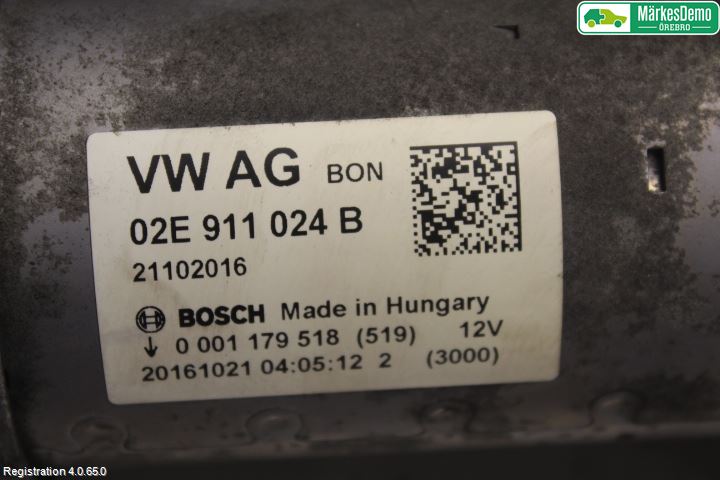 MärkesDemo
ÖREBRO
VW AG BON
02E 911 024 B
21102016
BOSCH Made in Hungary
0 001 179 518 (519) 12V
20161021 04:05:12 2 (3000)
Registration 4.0.65.0